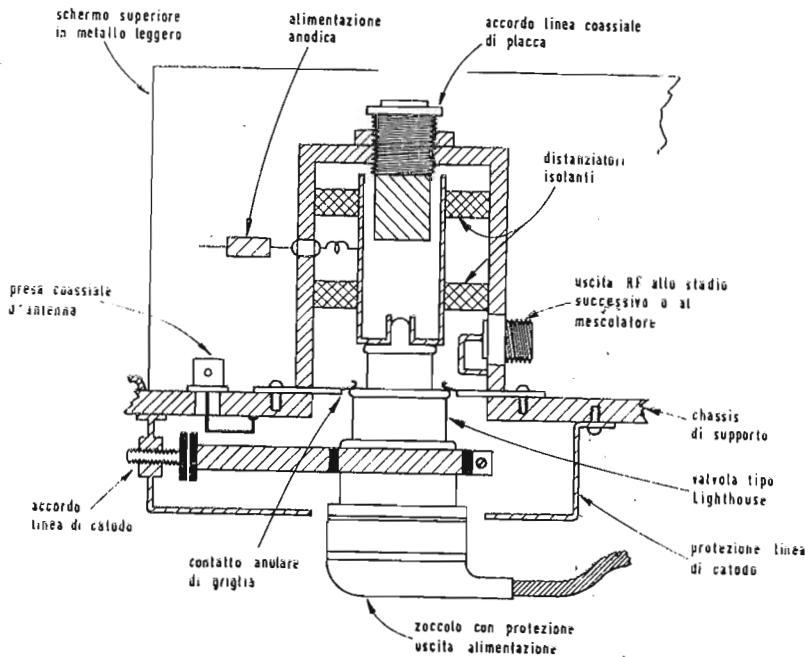 schermo superiore
in metallo leggero
alimentazione
anodica
accordo linea coassiale
di placca
distanziatori
isolanti
presa coassiale
d'antenna
uscita RF allo stadio
successivo o al
mescolatore
chassis
di supporto
valvola tipo
Lighthouse
accordo
linea di catodo
contatto anulare
di griglia
protezione linea
di catodo
zoccolo con protezione
uscita alimentazione